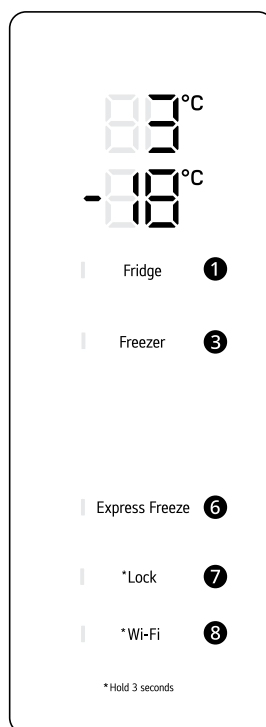 3°C
-18°C
Fridge 1
Freezer 3
Express Freeze 6
*Lock 7
*Wi-Fi 8
*Hold 3 seconds